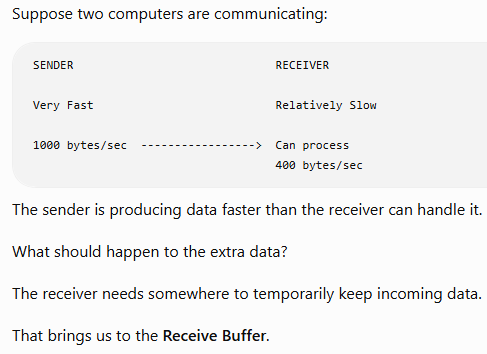 Suppose two computers are communicating:
SENDER RECEIVER
Very Fast Relatively Slow
1000 bytes/sec -----------------> Can process
400 bytes/sec
The sender is producing data faster than the receiver can handle it.
What should happen to the extra data?
The receiver needs somewhere to temporarily keep incoming data.
That brings us to the Receive Buffer.